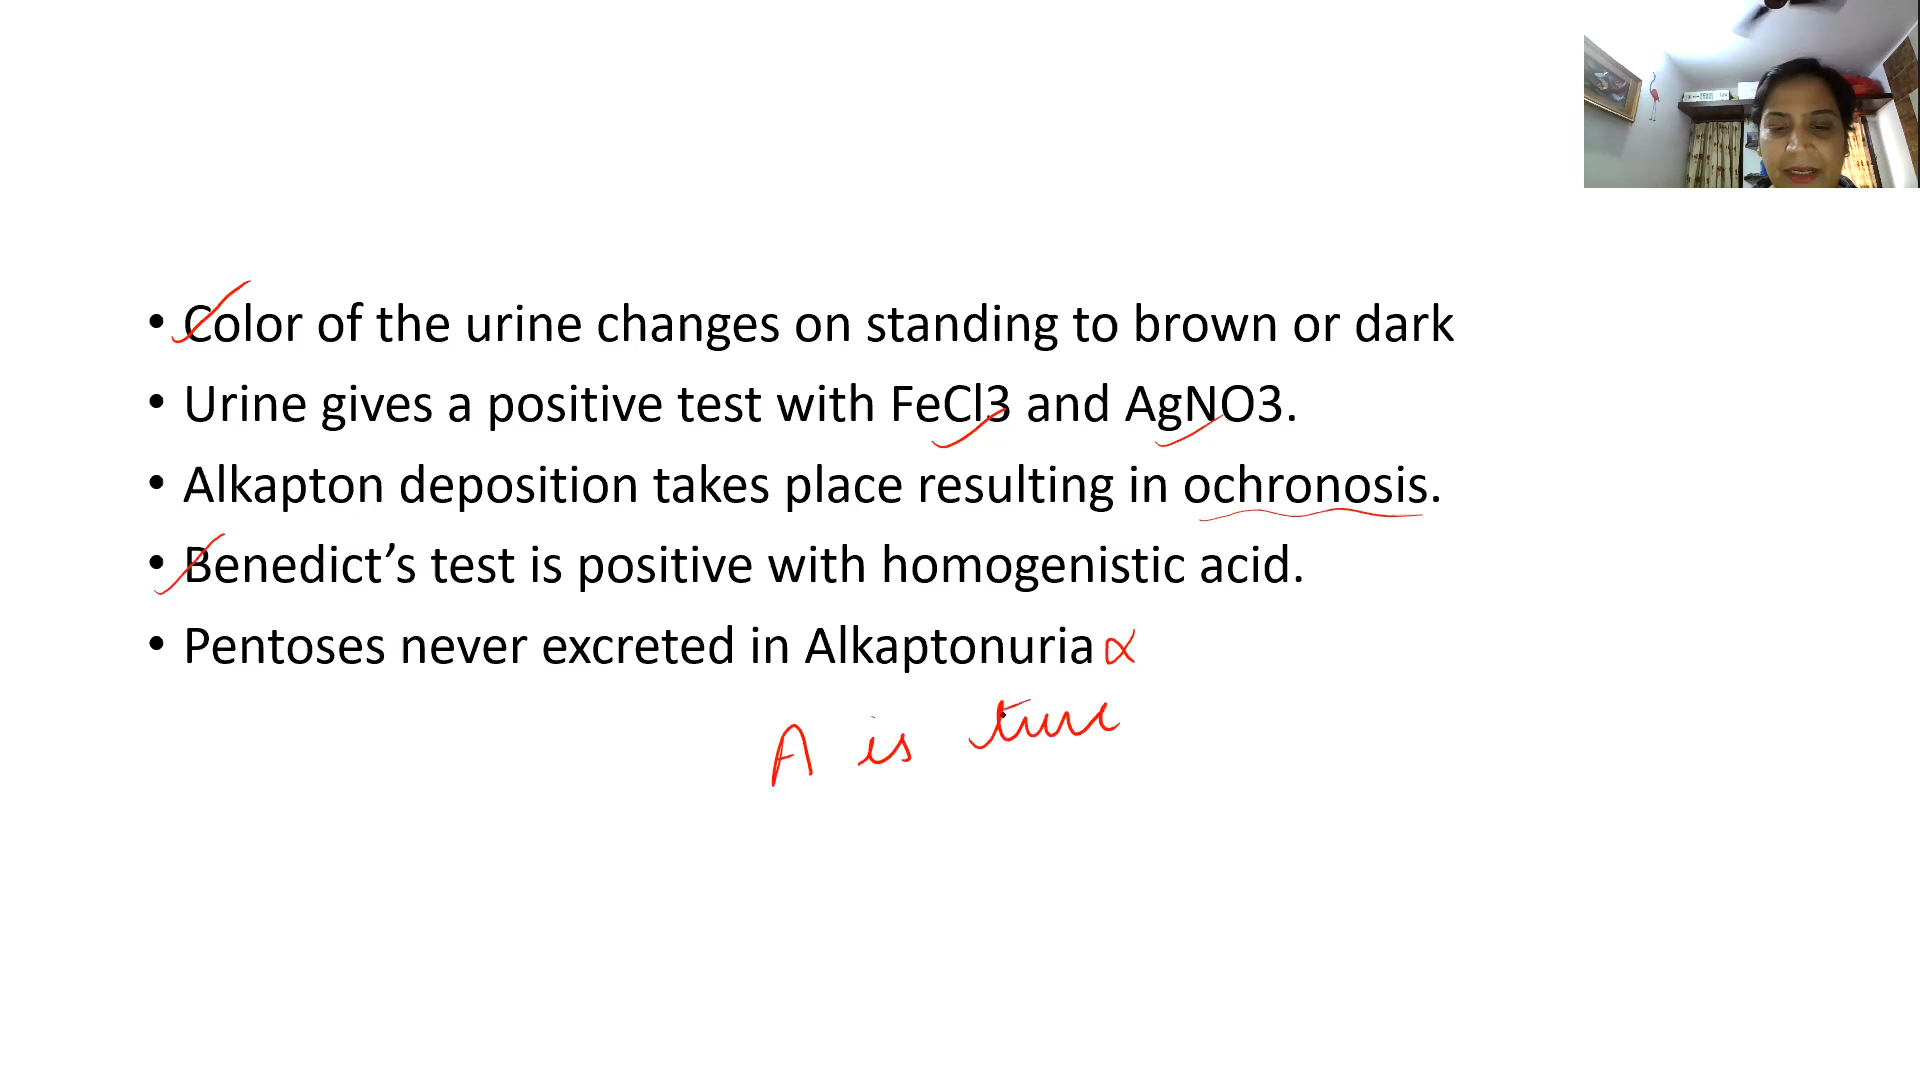 • Color of the urine changes on standing to brown or dark
• Urine gives a positive test with FeCl3 and AgNO3.
• Alkapton deposition takes place resulting in ochronosis.
• Benedict’s test is positive with homogenistic acid.
• Pentoses never excreted in Alkaptonuria
A is